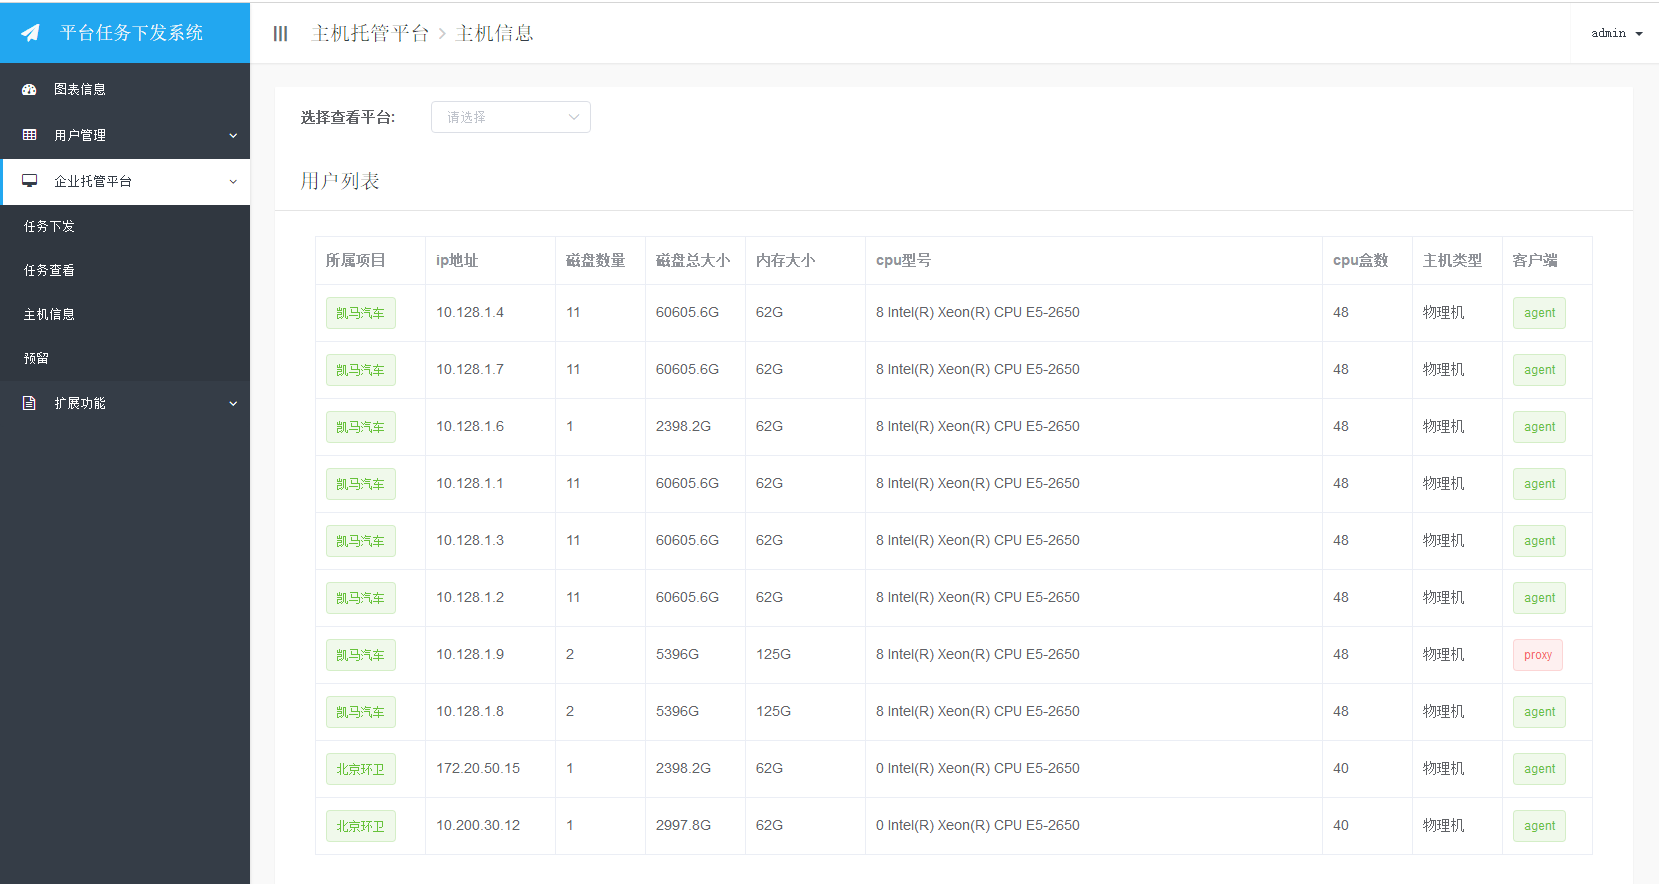 平台任务下发系统
主机托管平台 > 主机信息
admin
图表信息
用户管理
企业托管平台
任务下发
任务查看
主机信息
预留
扩展功能
选择查看平台: 请选择
用户列表
所属项目 ip地址 磁盘数量 磁盘总大小 内存大小 cpu型号 cpu盒数 主机类型 客户端
凯马汽车 10.128.1.4 11 60605.6G 62G 8 Intel(R) Xeon(R) CPU E5-2650 48 物理机 agent
凯马汽车 10.128.1.7 11 60605.6G 62G 8 Intel(R) Xeon(R) CPU E5-2650 48 物理机 agent
凯马汽车 10.128.1.6 1 2398.2G 62G 8 Intel(R) Xeon(R) CPU E5-2650 48 物理机 agent
凯马汽车 10.128.1.1 11 60605.6G 62G 8 Intel(R) Xeon(R) CPU E5-2650 48 物理机 agent
凯马汽车 10.128.1.3 11 60605.6G 62G 8 Intel(R) Xeon(R) CPU E5-2650 48 物理机 agent
凯马汽车 10.128.1.2 11 60605.6G 62G 8 Intel(R) Xeon(R) CPU E5-2650 48 物理机 agent
凯马汽车 10.128.1.9 2 5396G 125G 8 Intel(R) Xeon(R) CPU E5-2650 48 物理机 proxy
凯马汽车 10.128.1.8 2 5396G 125G 8 Intel(R) Xeon(R) CPU E5-2650 48 物理机 agent
北京环卫 172.20.50.15 1 2398.2G 62G 0 Intel(R) Xeon(R) CPU E5-2650 40 物理机 agent
北京环卫 10.200.30.12 1 2997.8G 62G 0 Intel(R) Xeon(R) CPU E5-2650 40 物理机 agent